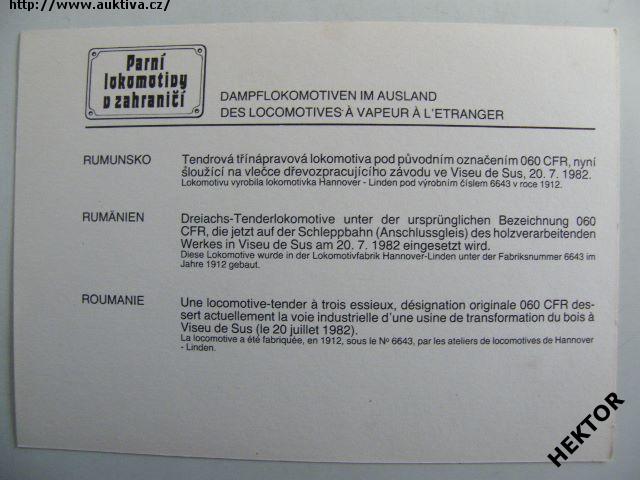 http://www.auktiva.cz/
Parní
lokomotivy
v zahraničí
DAMPFLOKOMOTIVEN IM AUSLAND
DES LOCOMOTIVES À VAPEUR À L'ETRANGER
RUMUNSKO
Tendrová třínápravová lokomotiva pod původním označením 060 CFR, nyní
sloužící na vlečce dřevozpracujícího závodu ve Viseu de Sus, 20. 7. 1982.
Lokomotivu vyrobila lokomotivka Hannover - Linden pod výrobním číslem 6643 v roce 1912.
RUMÄNIEN
Dreiachs-Tenderlokomotive unter der ursprünglichen Bezeichnung 060
CFR, die jetzt auf der Schleppbahn (Anschlussgleis) des holzverarbeitenden
Werkes in Viseu de Sus am 20. 7. 1982 eingesetzt wird.
Diese Lokomotive wurde in der Lokomotivfabrik Hannover-Linden unter der Fabriksnummer 6643 im
Jahre 1912 gebaut.
ROUMANIE
Une locomotive-tender à trois essieux, désignation originale 060 CFR des-
sert actuellement la voie industrielle d'une usine de transformation du bois à
Viseu de Sus (le 20 juillet 1982).
La locomotive a été fabriquée, en 1912, sous le Nº 6643, par les ateliers de locomotives de Hannover
- Linden.
HEKTOR